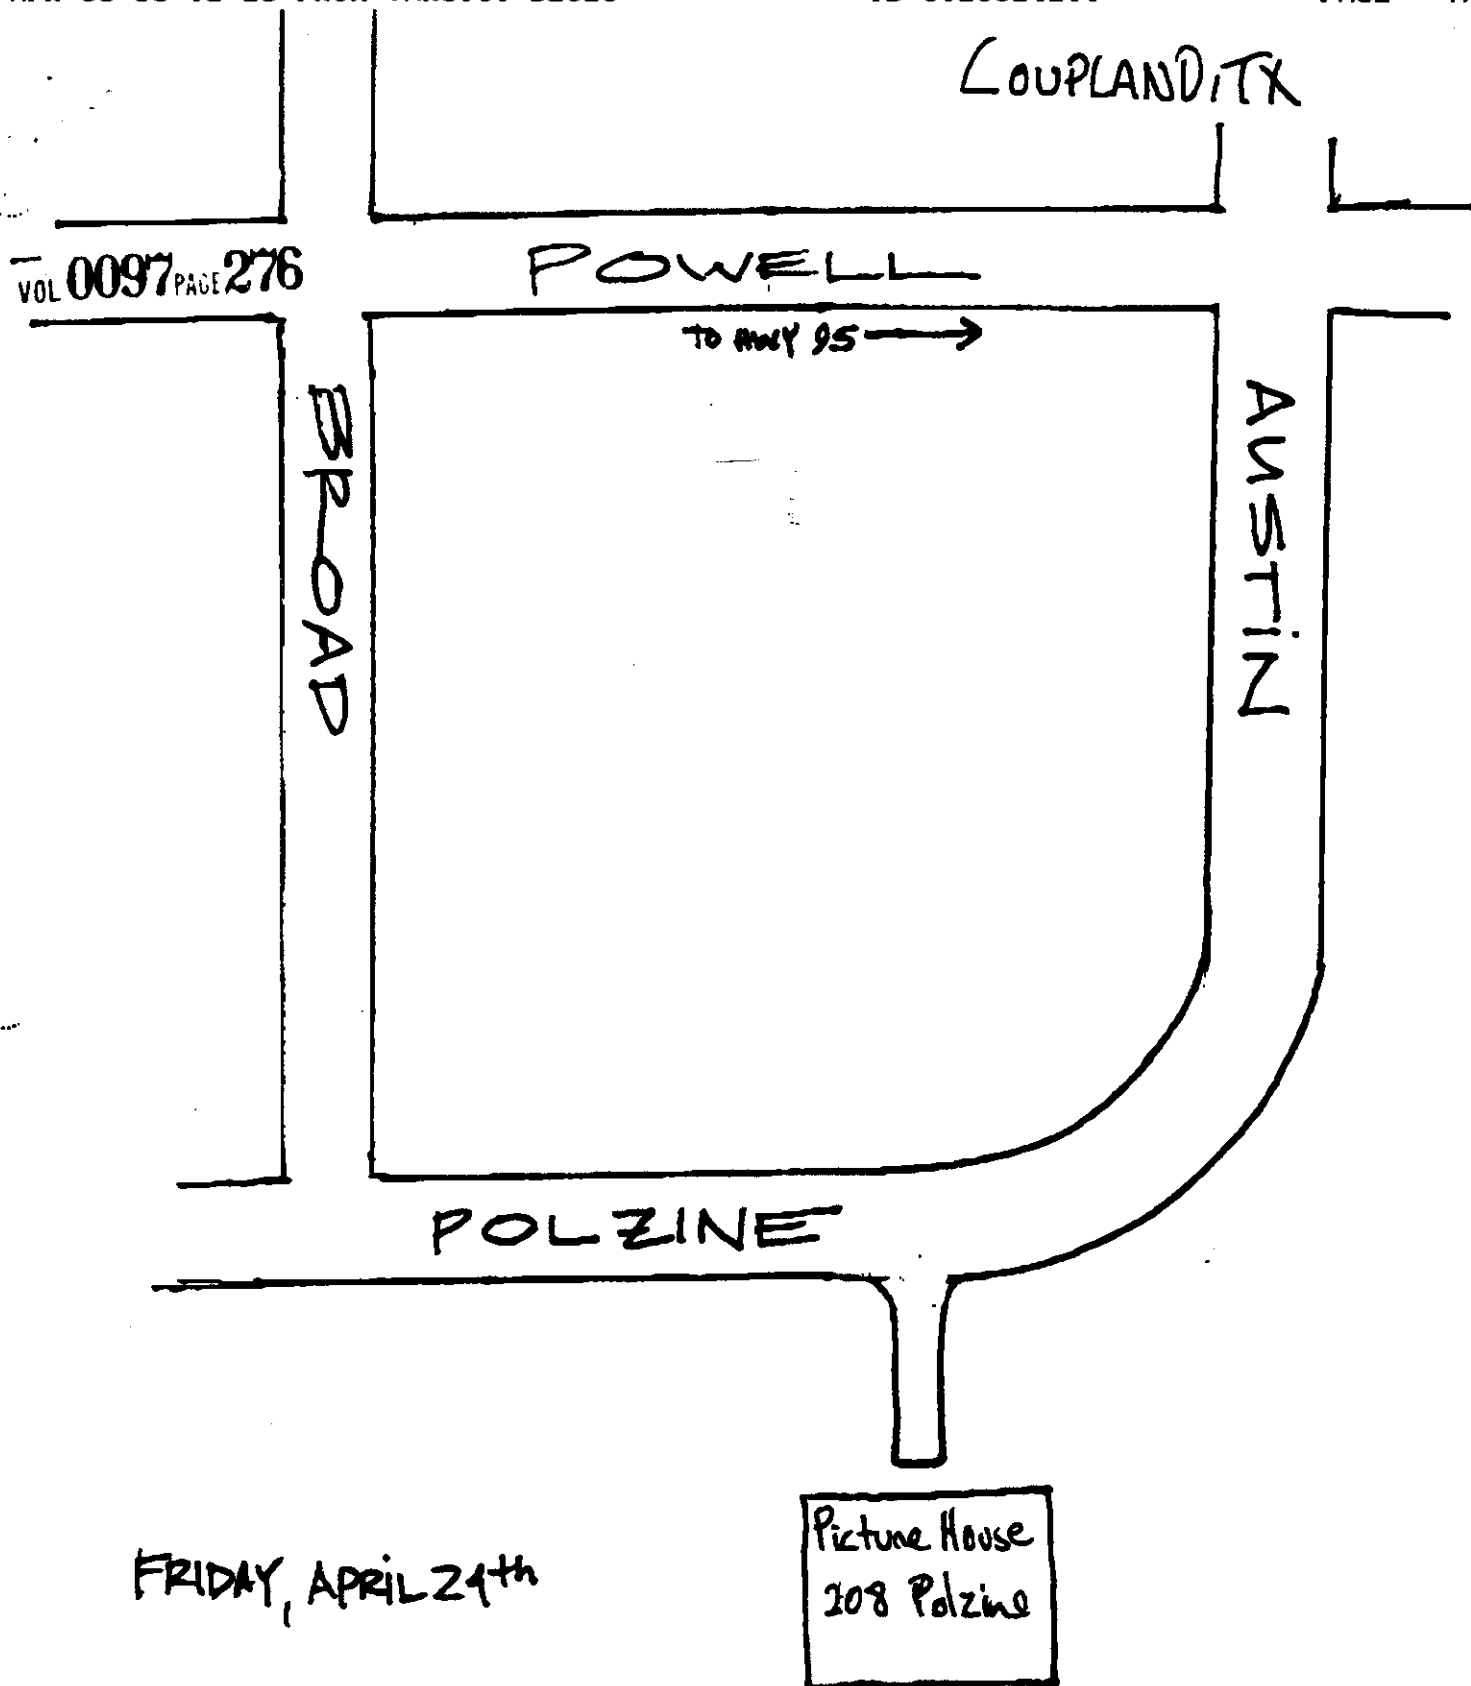 COUPLAND, TX
VOL 0097 PAGE 276
POWELL
TO HWY 95
BROAD
AUSTIN
POLZINE
FRIDAY, APRIL 24th
Picture House
208 Polzine